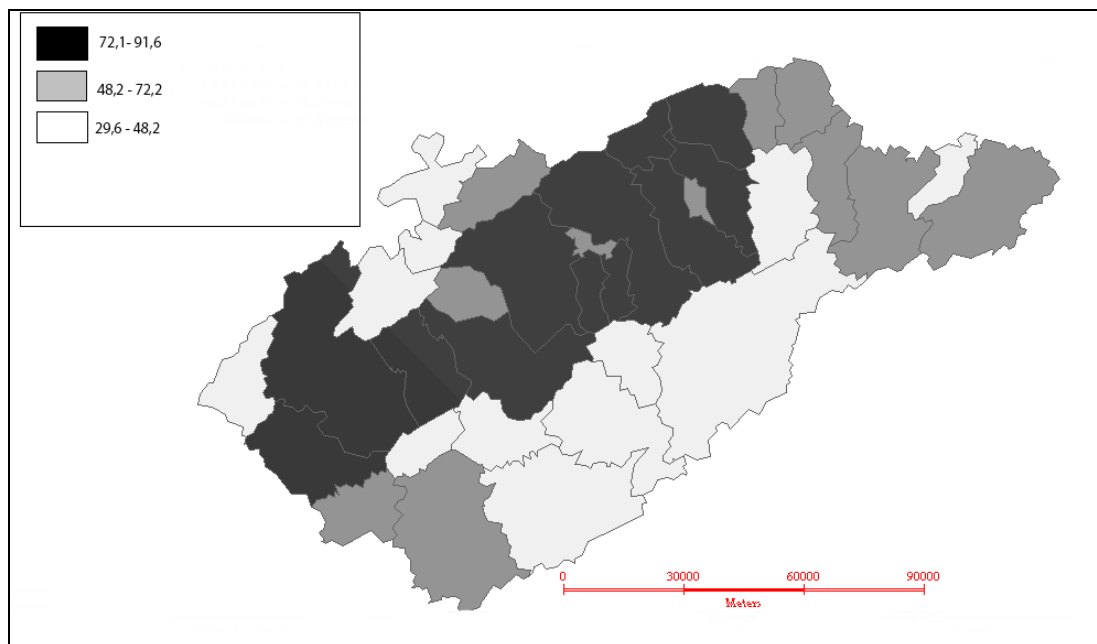 72,1- 91,6
48,2 - 72,2
29,6 - 48,2
0 30000 60000 90000
Meters